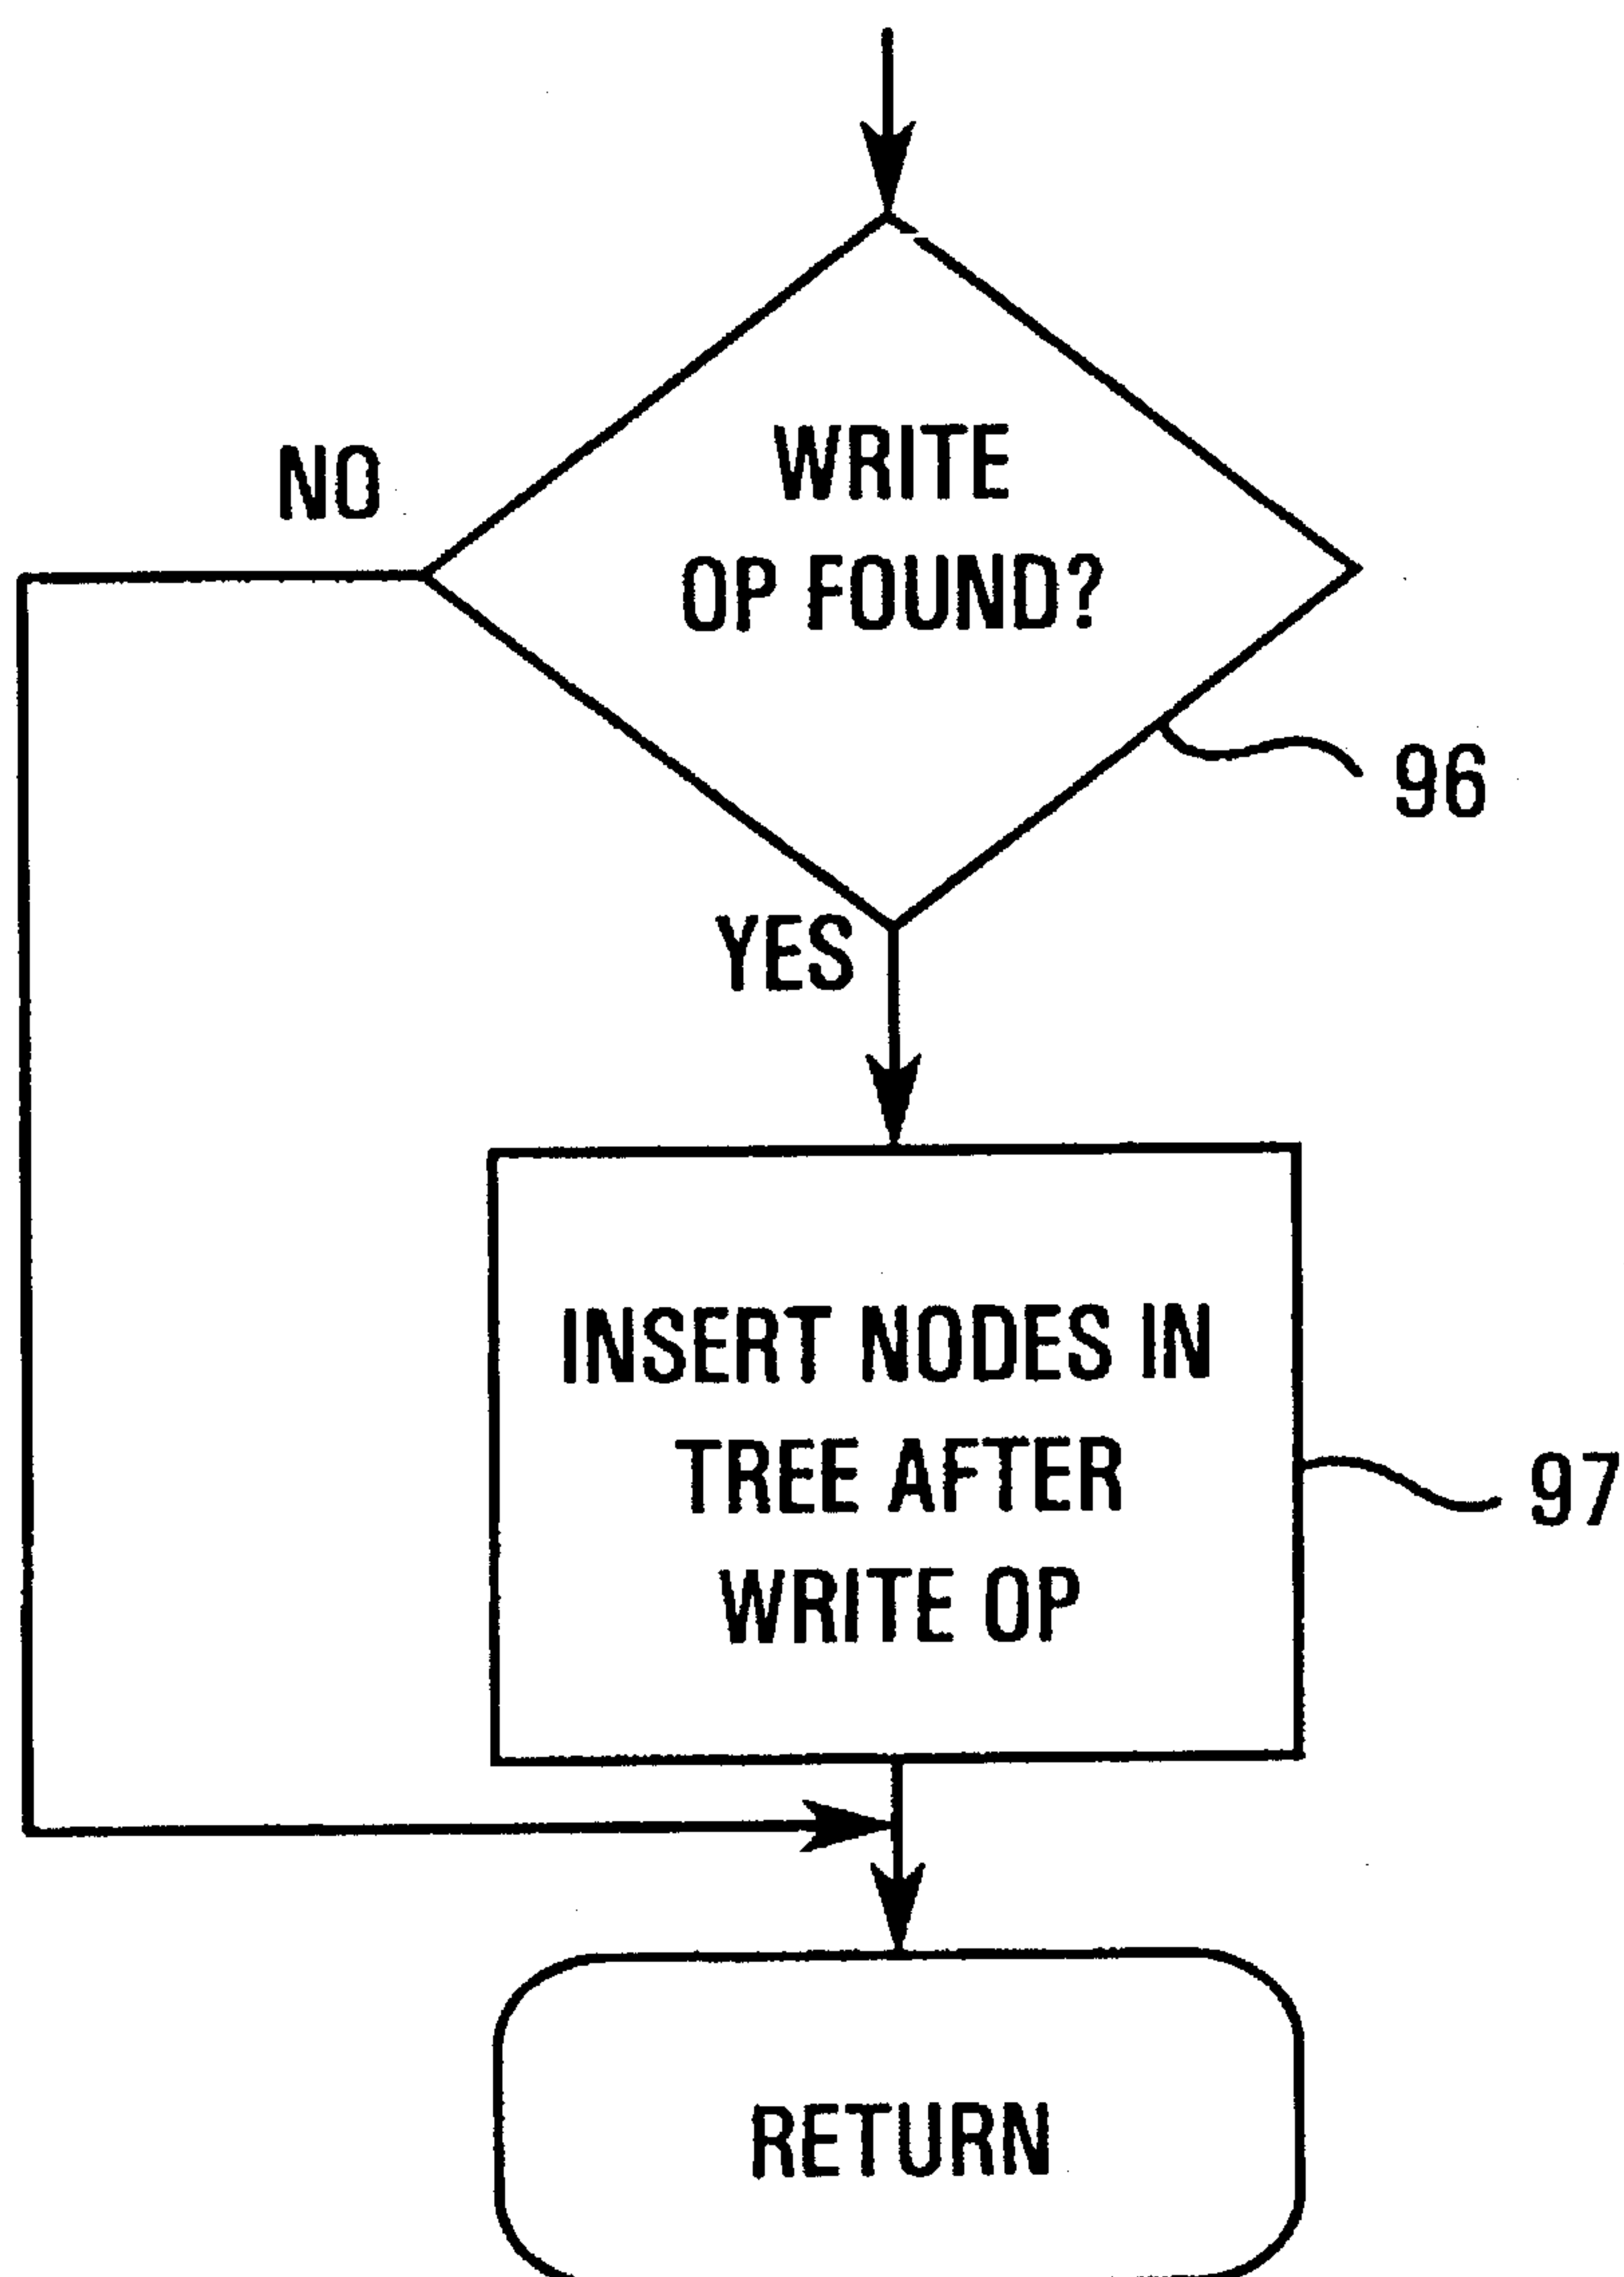 WRITE
OP FOUND?
NO
96
YES
INSERT NODES IN
TREE AFTER
WRITE OP
97
RETURN